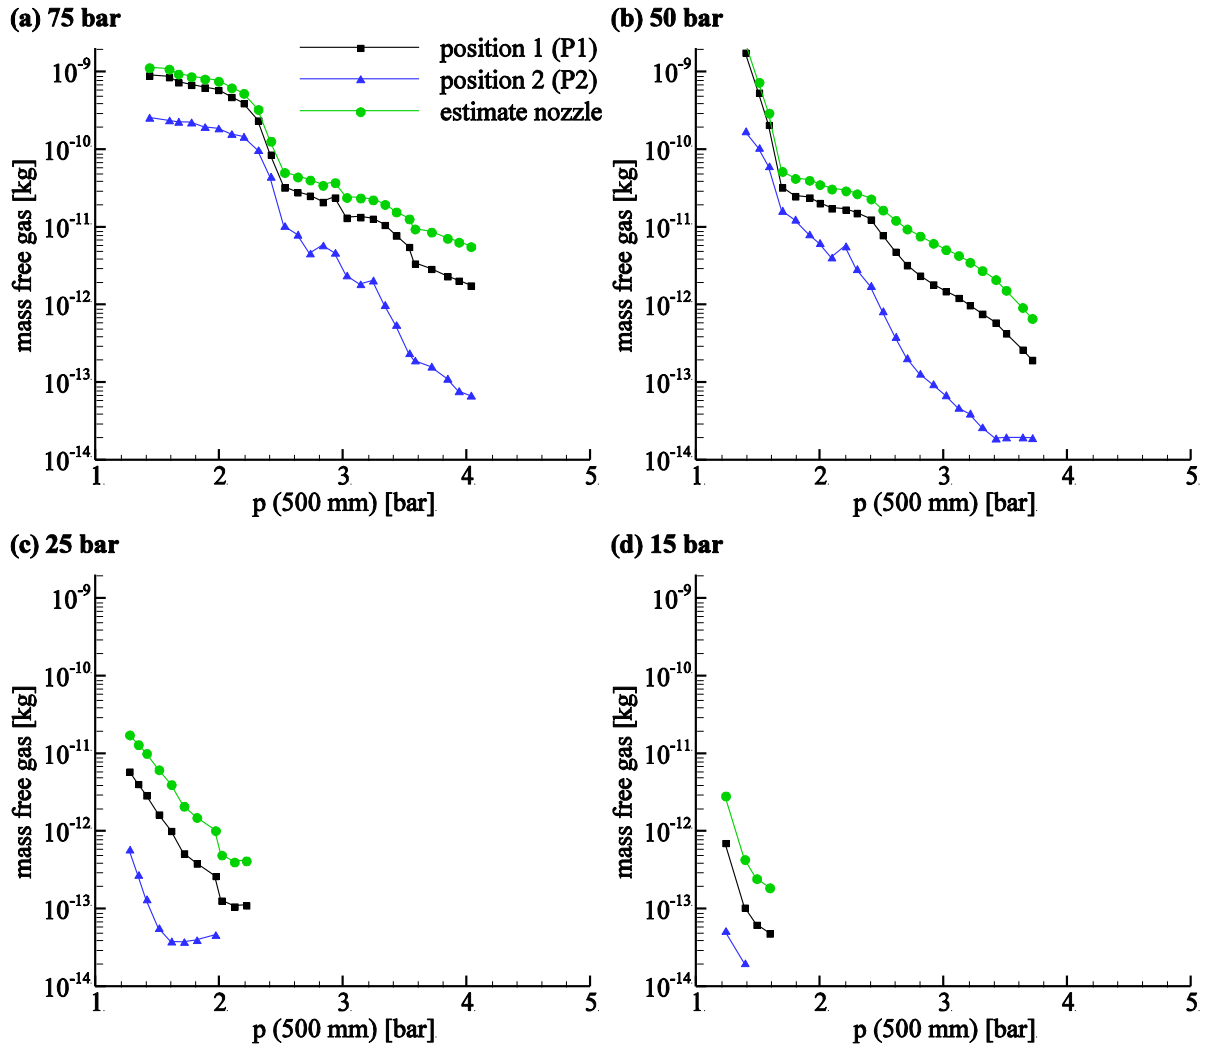 (a) 75 bar
position 1 (P1)
position 2 (P2)
estimate nozzle
mass free gas [kg]
10-9
10-10
10-11
10-12
10-13
10-14
1 2 3 4 5
p (500 mm) [bar]
(b) 50 bar
mass free gas [kg]
10-9
10-10
10-11
10-12
10-13
10-14
1 2 3 4 5
p (500 mm) [bar]
(c) 25 bar
mass free gas [kg]
10-9
10-10
10-11
10-12
10-13
10-14
1 2 3 4 5
p (500 mm) [bar]
(d) 15 bar
mass free gas [kg]
10-9
10-10
10-11
10-12
10-13
10-14
1 2 3 4 5
p (500 mm) [bar]